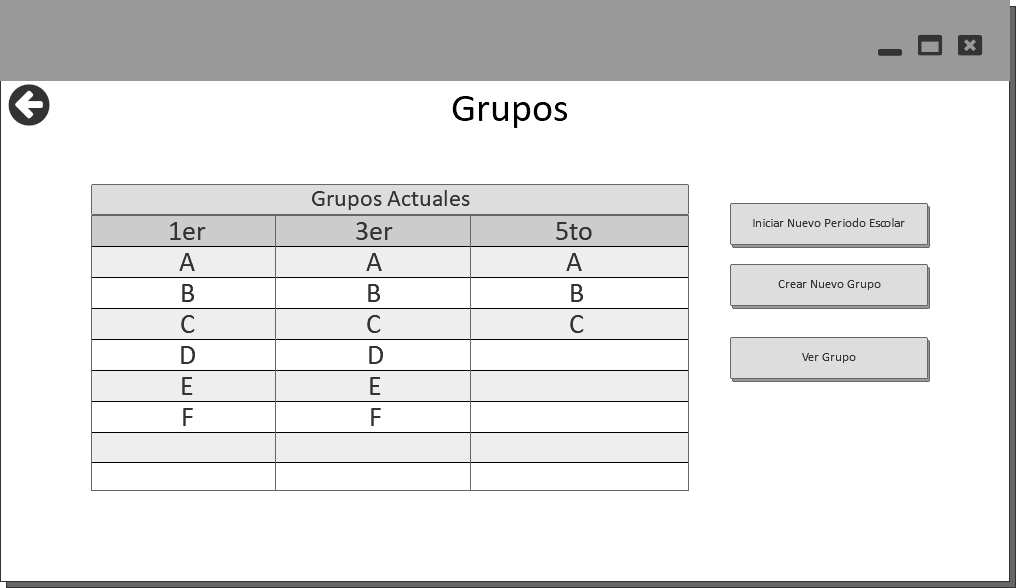 Grupos
Grupos Actuales
1er 3er 5to
A A A
B B B
C C C
D D
E E
F F
Iniciar Nuevo Periodo Escolar
Crear Nuevo Grupo
Ver Grupo